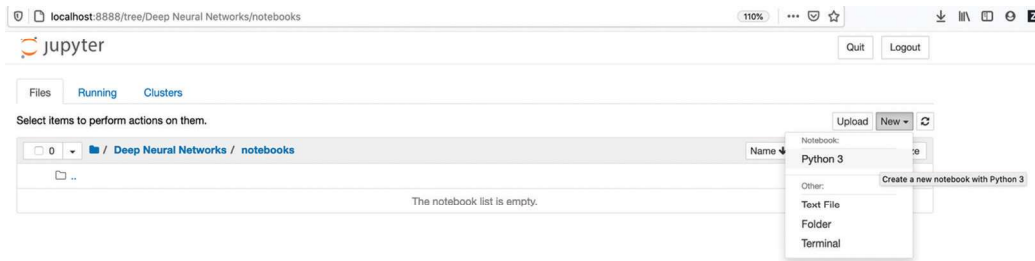 localhost:8888/tree/Deep Neural Networks/notebooks 110%
jupyter Quit Logout
Files Running Clusters
Select items to perform actions on them. Upload New
0 / Deep Neural Networks / notebooks Name
..
The notebook list is empty.
Notebook:
Python 3
Create a new notebook with Python 3
Other:
Text File
Folder
Terminal